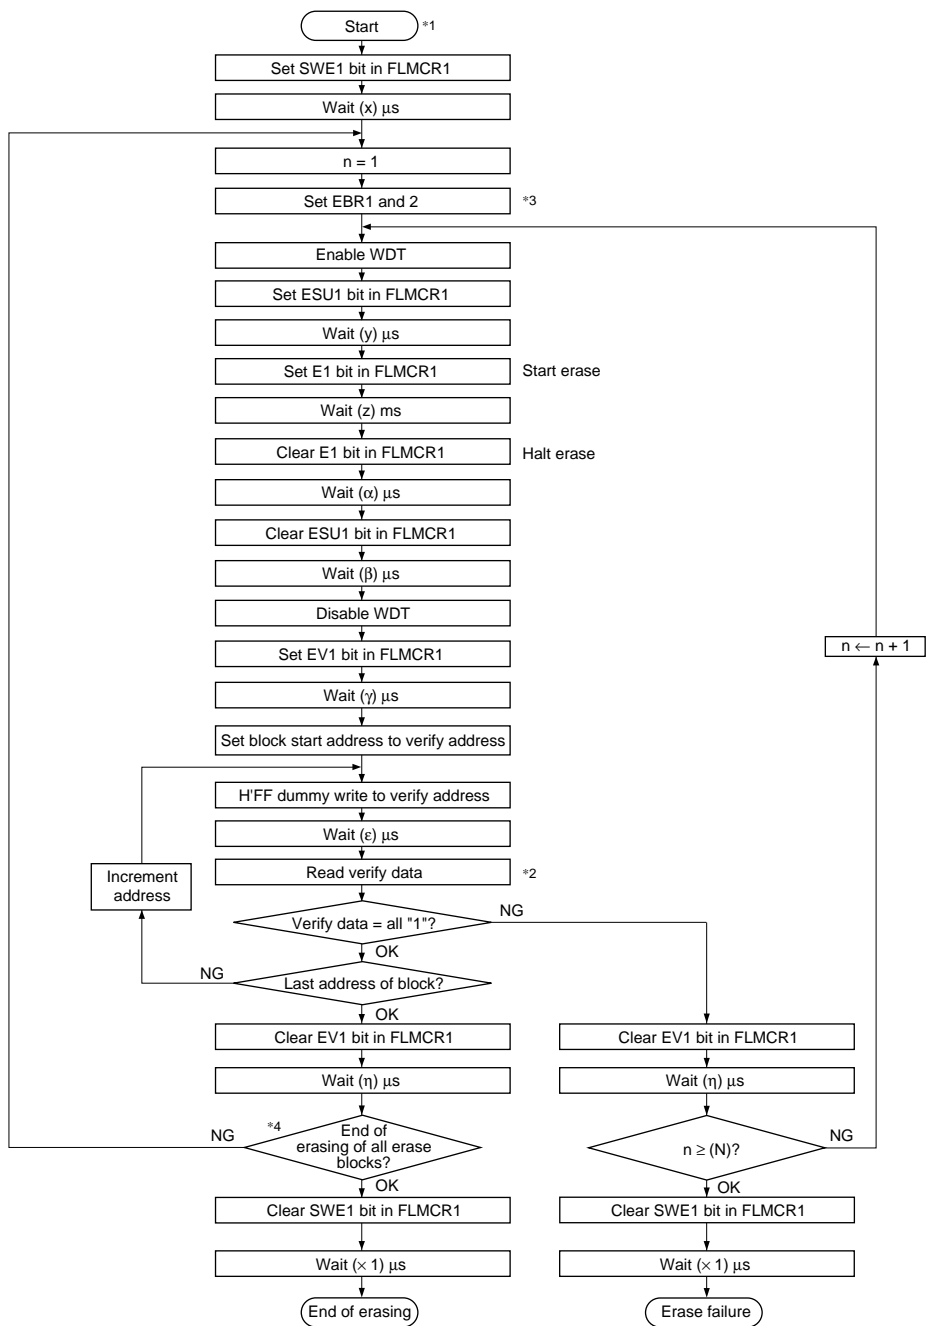 Start
*1
Set SWE1 bit in FLMCR1
Wait (x) μs
n = 1
Set EBR1 and 2
*3
Enable WDT
Set ESU1 bit in FLMCR1
Wait (y) μs
Set E1 bit in FLMCR1
Start erase
Wait (z) ms
Clear E1 bit in FLMCR1
Halt erase
Wait (α) μs
Clear ESU1 bit in FLMCR1
Wait (β) μs
Disable WDT
n ← n + 1
Set EV1 bit in FLMCR1
Wait (γ) μs
Set block start address to verify address
H'FF dummy write to verify address
Wait (ε) μs
Increment
address
Read verify data
*2
Verify data = all "1"?
NG
OK
NG
Last address of block?
OK
Clear EV1 bit in FLMCR1
Clear EV1 bit in FLMCR1
Wait (η) μs
Wait (η) μs
NG
*4
End of
erasing of all erase
blocks?
n ≥ (N)?
NG
OK
OK
Clear SWE1 bit in FLMCR1
Clear SWE1 bit in FLMCR1
Wait (× 1) μs
Wait (× 1) μs
End of erasing
Erase failure